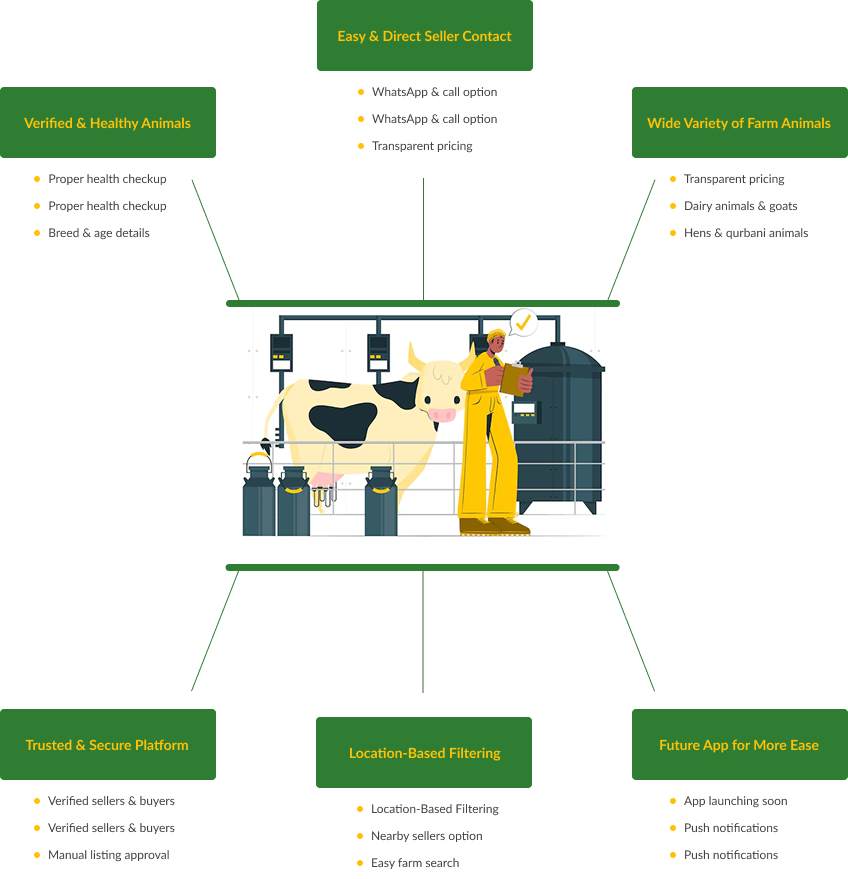 Easy & Direct Seller Contact
WhatsApp & call option
WhatsApp & call option
Transparent pricing
Verified & Healthy Animals
Proper health checkup
Proper health checkup
Breed & age details
Wide Variety of Farm Animals
Transparent pricing
Dairy animals & goats
Hens & qurbani animals
Trusted & Secure Platform
Verified sellers & buyers
Verified sellers & buyers
Manual listing approval
Location-Based Filtering
Location-Based Filtering
Nearby sellers option
Easy farm search
Future App for More Ease
App launching soon
Push notifications
Push notifications